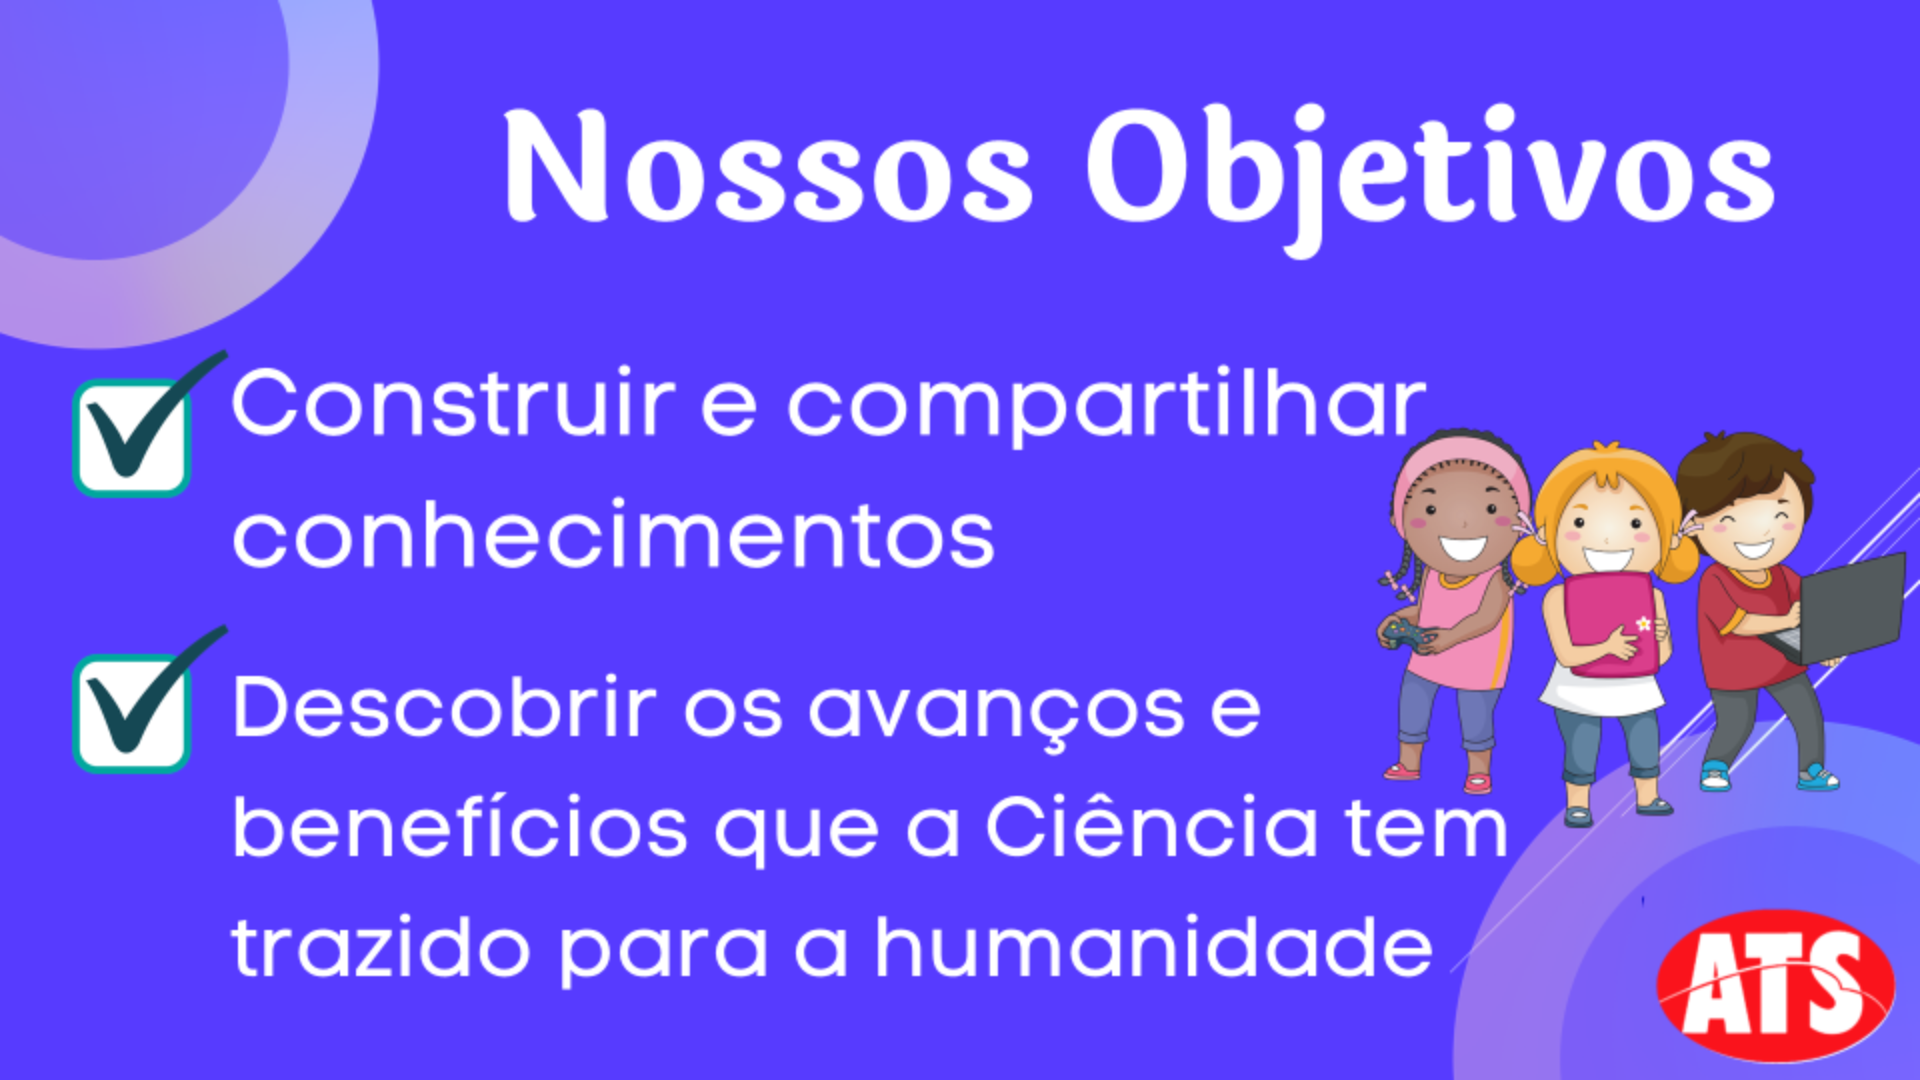 Nossos Objetivos
Construir e compartilhar
conhecimentos
Descobrir os avanços e
benefícios que a Ciência tem
trazido para a humanidade
ATS